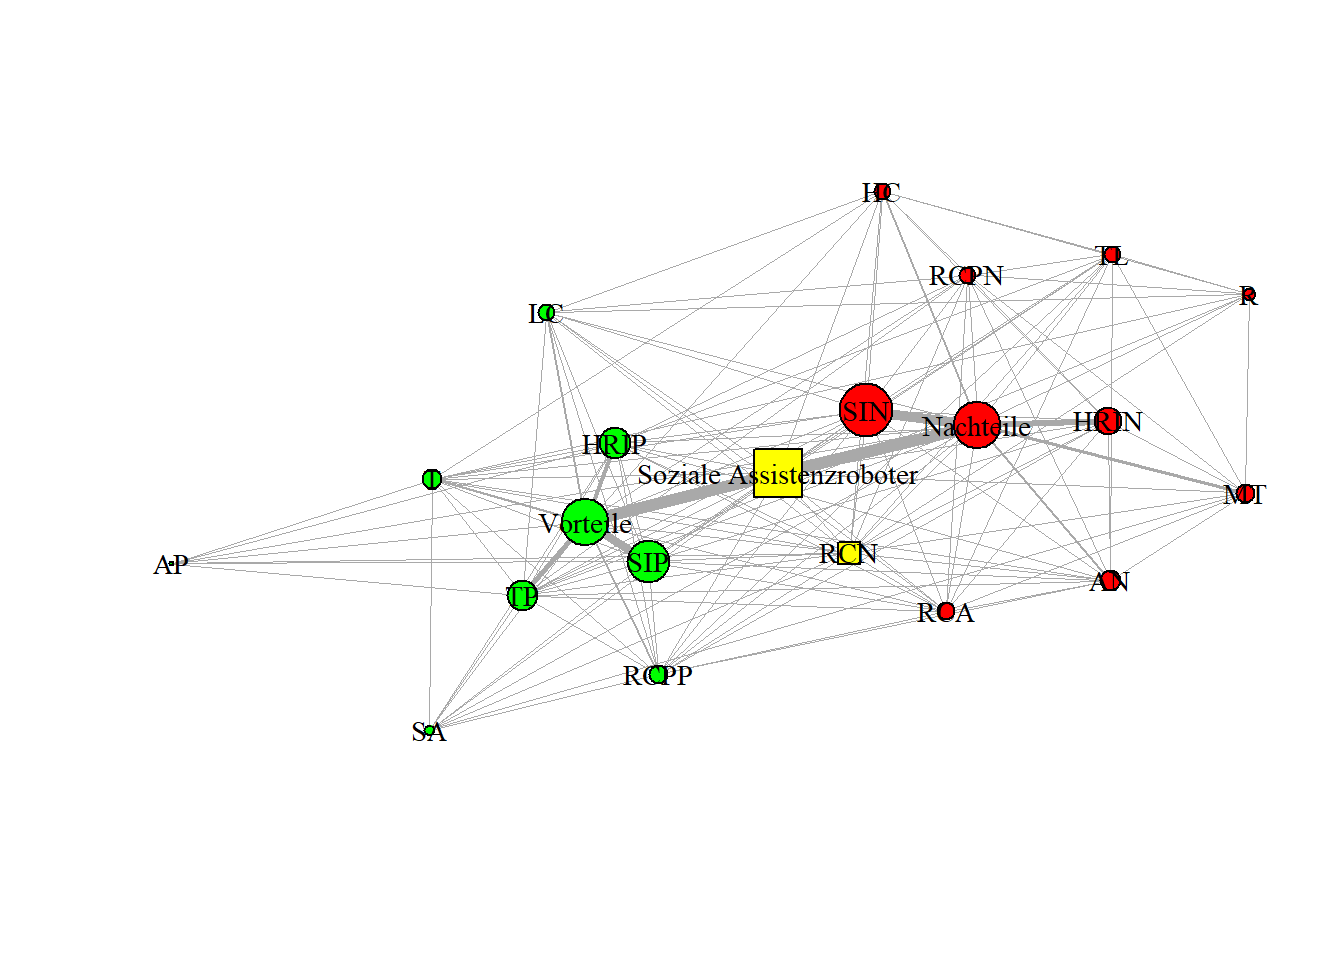 HC
TL
RCPN
R
LC
SIN
Nachteile
HRIN
HRIP
Soziale Assistenzroboter
I
MT
Vorteile
RCN
SIP
AP
TP
AN
RCA
RCPP
SA